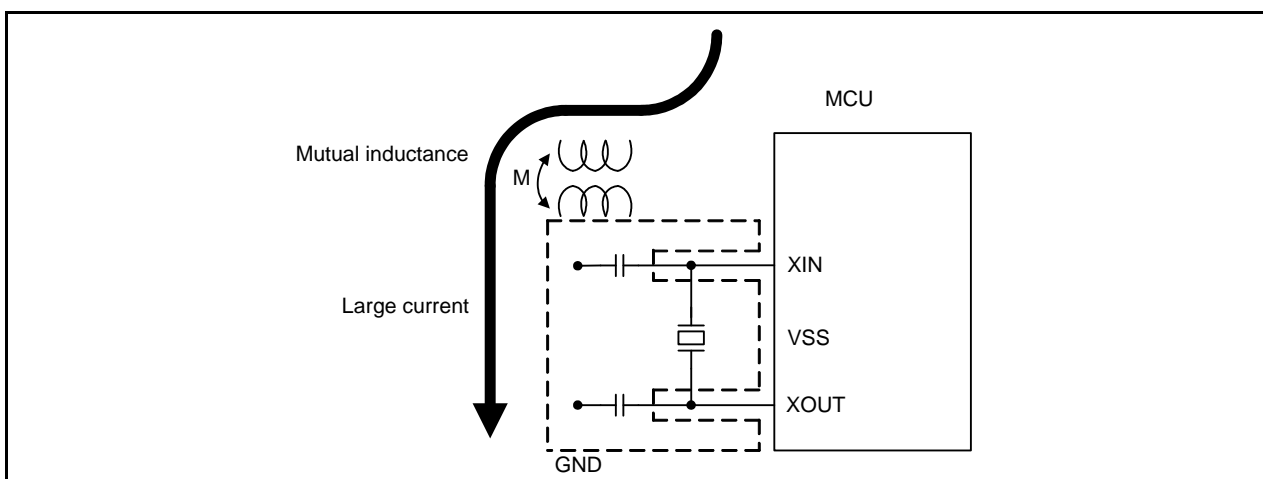 MCU
Mutual inductance
M
XIN
Large current
VSS
XOUT
GND